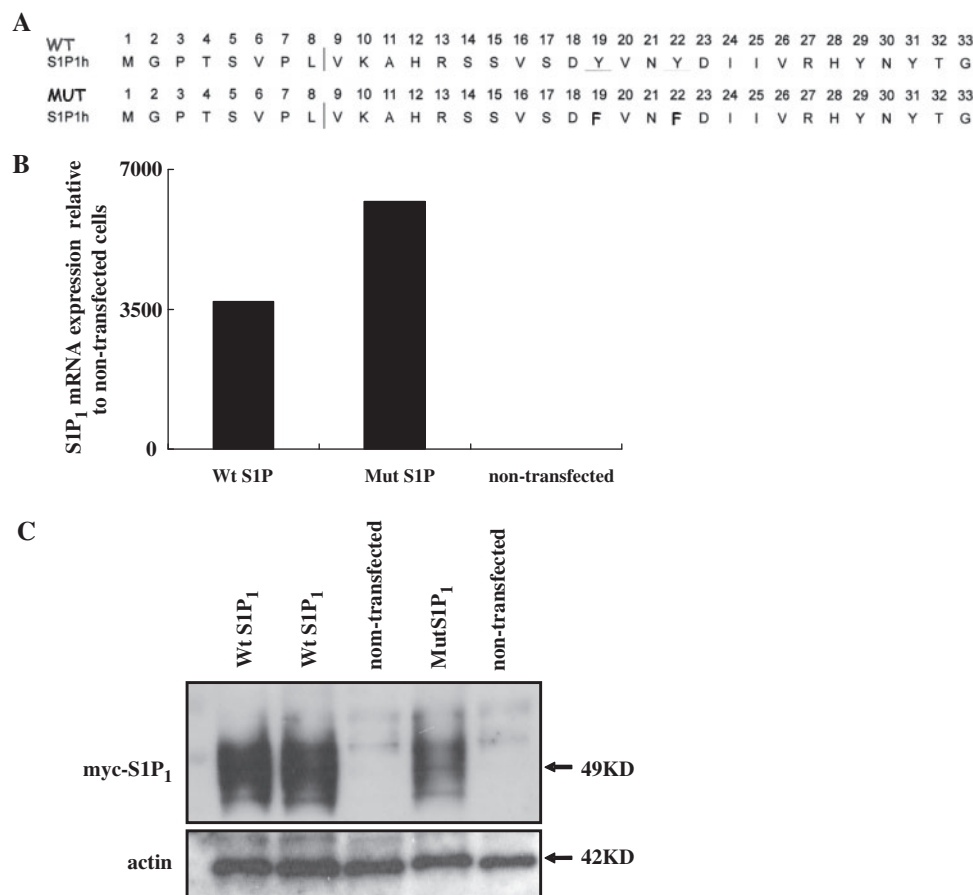 A
WT 1 2 3 4 5 6 7 8 9 10 11 12 13 14 15 16 17 18 19 20 21 22 23 24 25 26 27 28 29 30 31 32 33
S1P1h M G P T S V P L V K A H R S S V S D Y V N Y D I I V R H Y N Y T G
MUT 1 2 3 4 5 6 7 8 9 10 11 12 13 14 15 16 17 18 19 20 21 22 23 24 25 26 27 28 29 30 31 32 33
S1P1h M G P T S V P L V K A H R S S V S D F V N F D I I V R H Y N Y T G
B
S1P1 mRNA expression relative
to non-transfected cells
7000
3500
0
Wt S1P Mut S1P non-transfected
C
Wt S1P1
Wt S1P1
nom-transfected
MutS1P1
non-transfected
myc-S1P1
49KD
actin
42KD